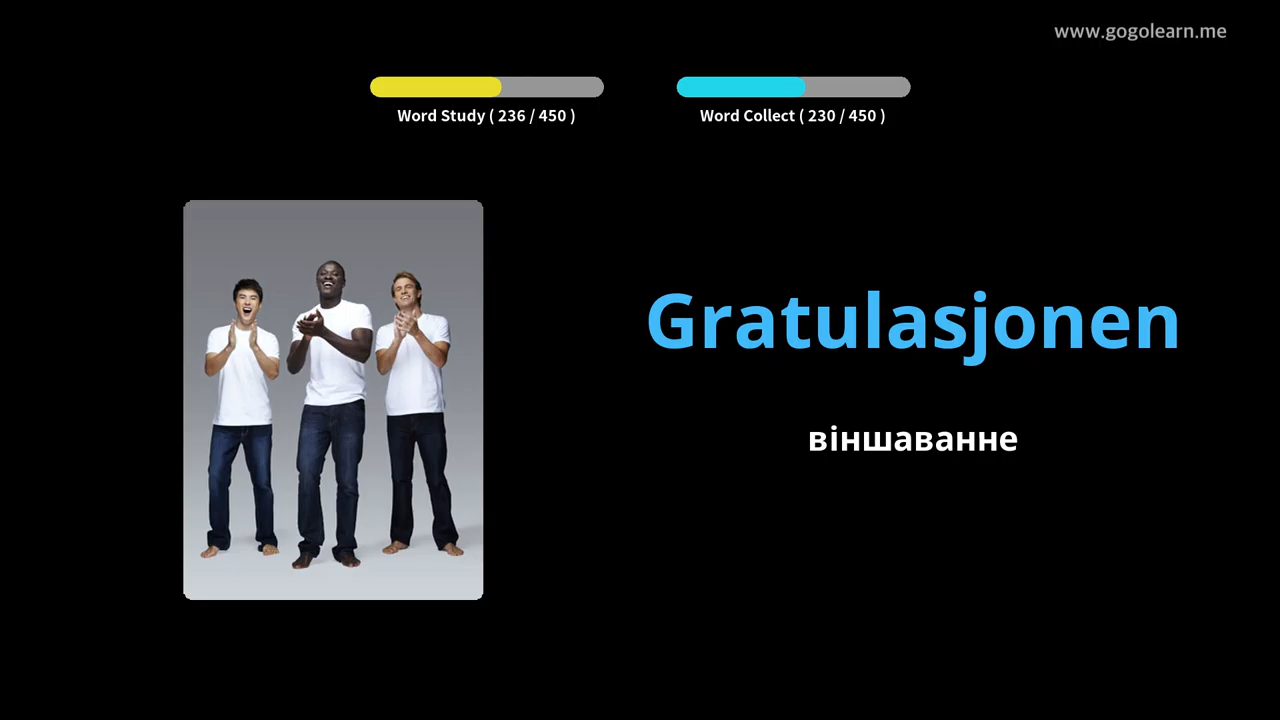 www.gogolearn.me
Word Study ( 236 / 450 )
Word Collect ( 230 / 450 )
Gratulasjonen
віншаванне